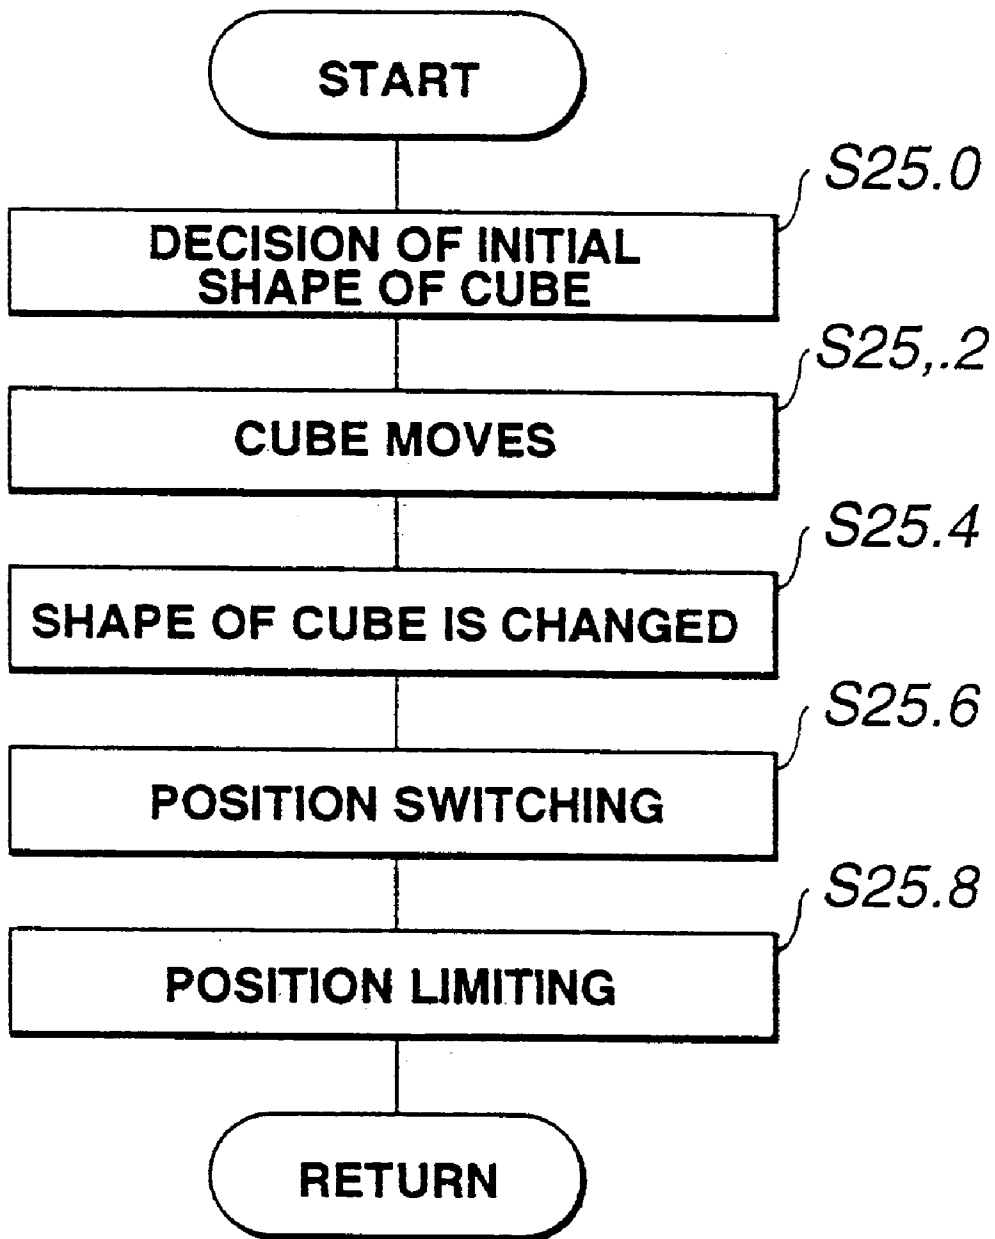 START
S25.0
DECISION OF INITIAL
SHAPE OF CUBE
S25,.2
CUBE MOVES
S25.4
SHAPE OF CUBE IS CHANGED
S25.6
POSITION SWITCHING
S25.8
POSITION LIMITING
RETURN